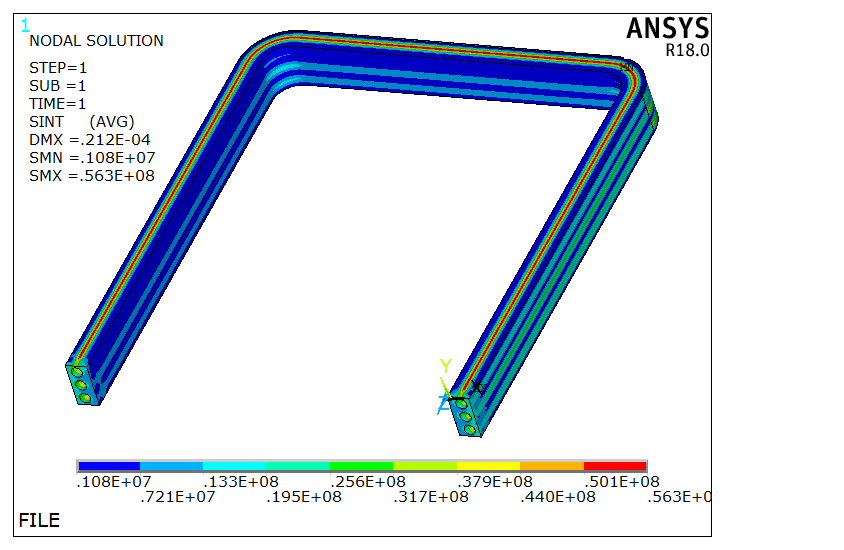 1
ANSYS
R18.0
NODAL SOLUTION
STEP=1
SUB =1
TIME=1
SINT (AVG)
DMX =.212E-04
SMN =.108E+07
SMX =.563E+08
Y
Z
.108E+07 .133E+08 .256E+08 .379E+08 .501E+08
.721E+07 .195E+08 .317E+08 .440E+08 .563E+0
FILE